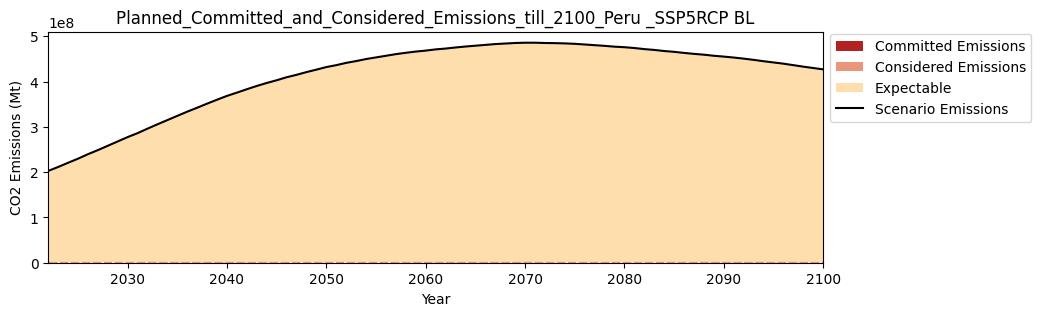 Planned_Committed_and_Considered_Emissions_till_2100_Peru _SSP5RCP BL
1e8
5
4
3
2
1
0
CO2 Emissions (Mt)
2030 2040 2050 2060 2070 2080 2090 2100
Year
Committed Emissions
Considered Emissions
Expectable
Scenario Emissions